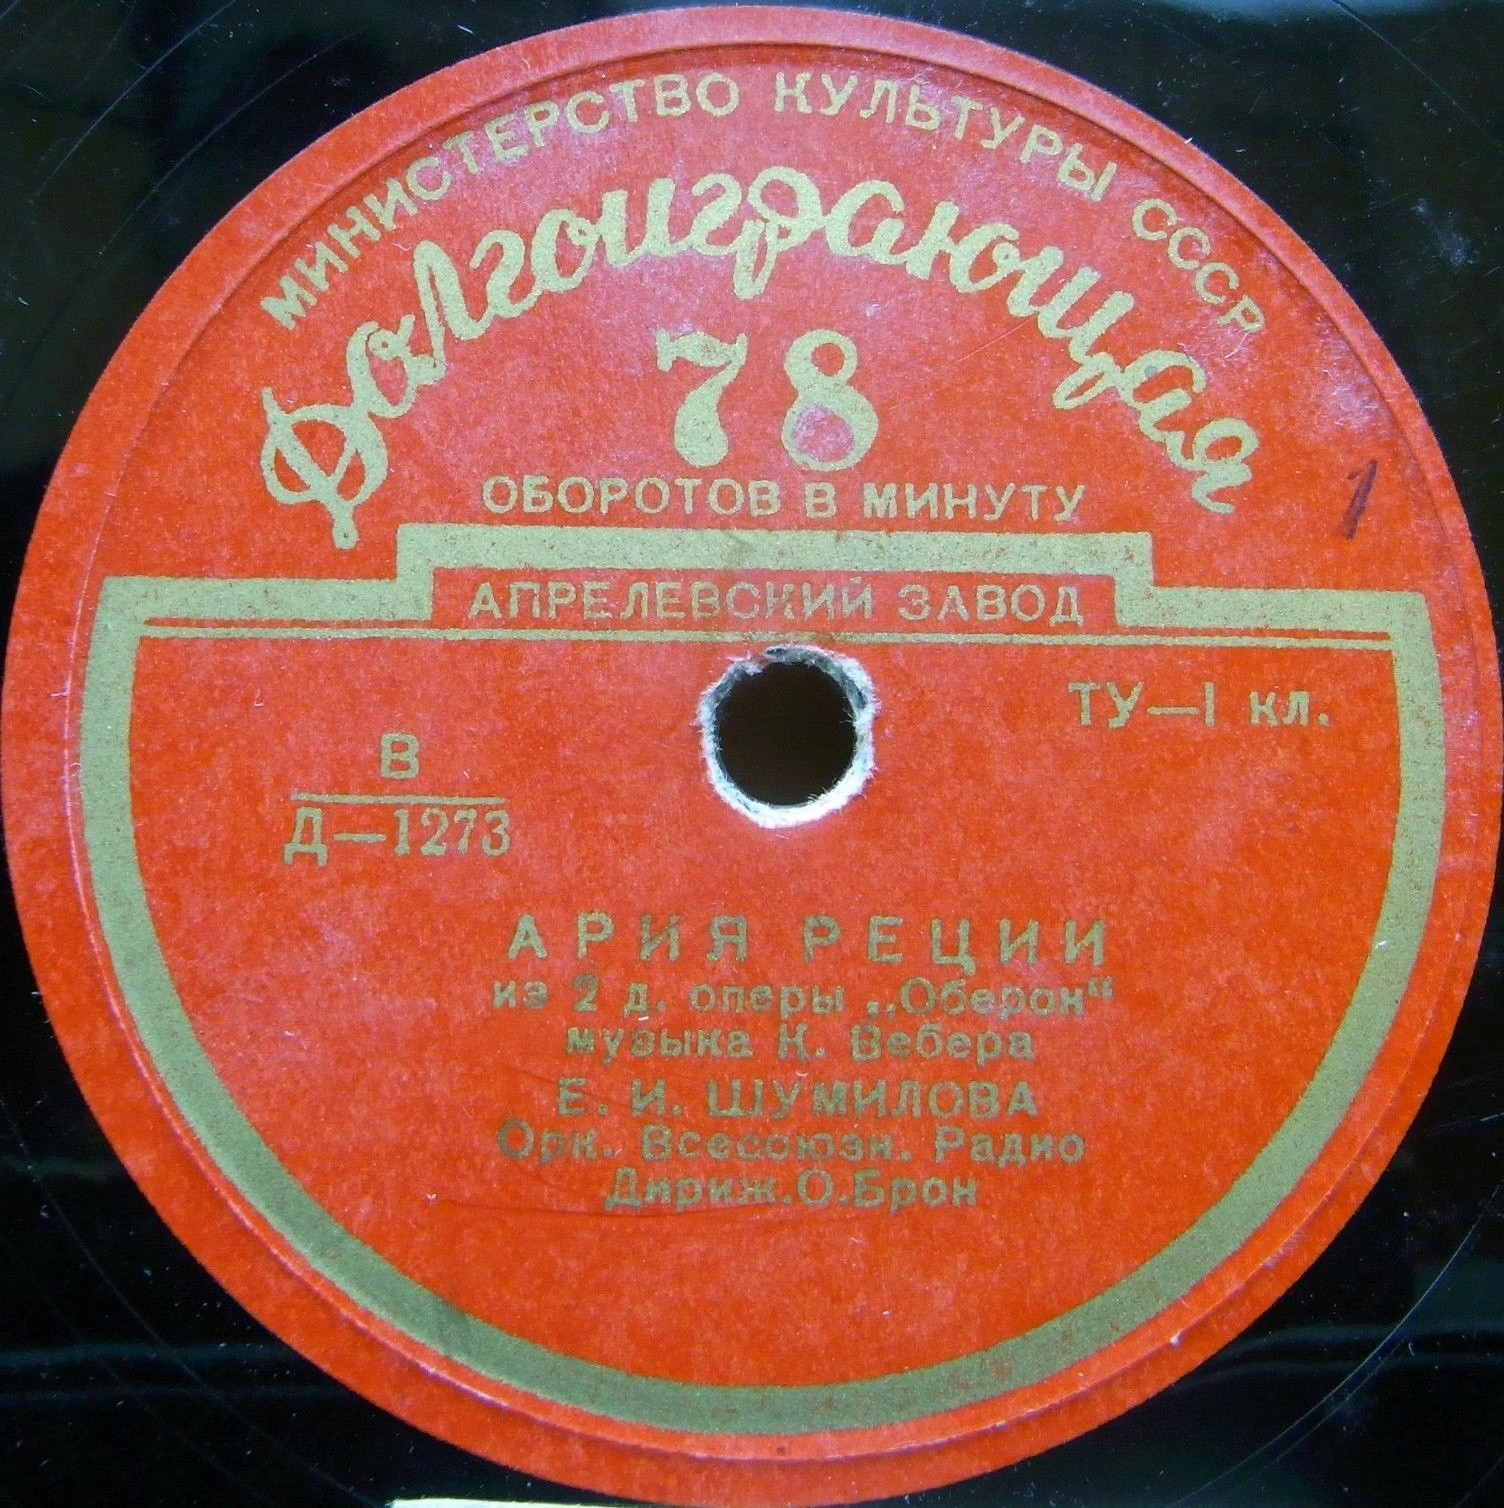 МИНИСТЕРСТВО КУЛЬТУРЫ СССР
Долгоиграющая
78
ОБОРОТОВ В МИНУТУ
1
АПРЕЛЕВСКИЙ ЗАВОД
ТУ—I кл.
В
Д—1273
АРИЯ РЕЦИИ
из 2 д. оперы „Оберон“
музыка К. Вебера
Е. И. ШУМИЛОВА
Орк. Всесоюзн. Радио
Дириж. О. Брон